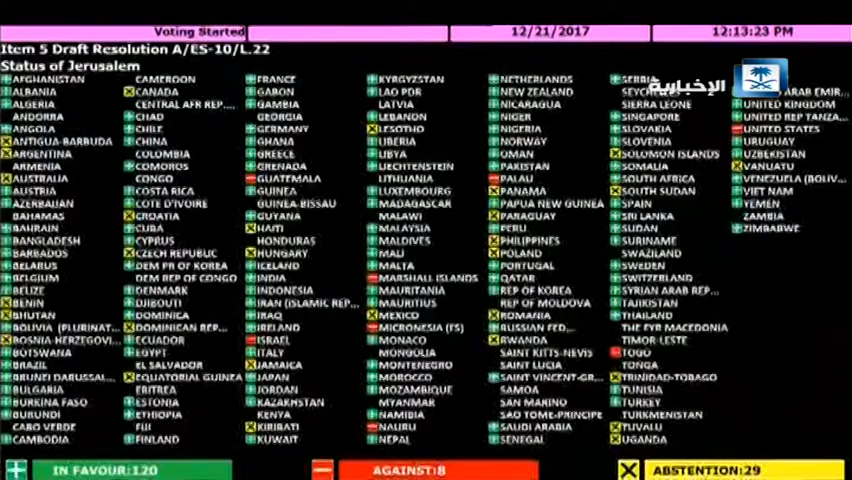 Voting Started
12/21/2017
12:13:23 PM
Item 5 Draft Resolution A/ES-10/L.22
Status of Jerusalem
الإخبارية
AFGHANISTAN
ALBANIA
ALGERIA
ANDORRA
ANGOLA
ANTIGUA-BARBUDA
ARGENTINA
ARMENIA
AUSTRALIA
AUSTRIA
AZERBAIJAN
BAHAMAS
BAHRAIN
BANGLADESH
BARBADOS
BELARUS
BELGIUM
BELIZE
BENIN
BHUTAN
BOLIVIA (PLURINAT...
BOSNIA-HERZEGOVI...
BOTSWANA
BRAZIL
BRUNEI DARUSSAL...
BULGARIA
BURKINA FASO
BURUNDI
CABO VERDE
CAMBODIA
CAMEROON
CANADA
CENTRAL AFR REP....
CHAD
CHILE
CHINA
COLOMBIA
COMOROS
CONGO
COSTA RICA
COTE D'IVOIRE
CROATIA
CUBA
CYPRUS
CZECH REPUBLIC
DEM PR OF KOREA
DEM REP OF CONGO
DENMARK
DJIBOUTI
DOMINICA
DOMINICAN REP...
ECUADOR
EGYPT
EL SALVADOR
EQUATORIAL GUINEA
ERITREA
ESTONIA
ETHIOPIA
FIJI
FINLAND
FRANCE
GABON
GAMBIA
GEORGIA
GERMANY
GHANA
GREECE
GRENADA
GUATEMALA
GUINEA
GUINEA-BISSAU
GUYANA
HAITI
HONDURAS
HUNGARY
ICELAND
INDIA
INDONESIA
IRAN (ISLAMIC REP...
IRAQ
IRELAND
ISRAEL
ITALY
JAMAICA
JAPAN
JORDAN
KAZAKHSTAN
KENYA
KIRIBATI
KUWAIT
KYRGYZSTAN
LAO PDR
LATVIA
LEBANON
LESOTHO
LIBERIA
LIBYA
LIECHTENSTEIN
LITHUANIA
LUXEMBOURG
MADAGASCAR
MALAWI
MALAYSIA
MALDIVES
MALI
MALTA
MARSHALL ISLANDS
MAURITANIA
MAURITIUS
MEXICO
MICRONESIA (FS)
MONACO
MONGOLIA
MONTENEGRO
MOROCCO
MOZAMBIQUE
MYANMAR
NAMIBIA
NAURU
NEPAL
NETHERLANDS
NEW ZEALAND
NICARAGUA
NIGER
NIGERIA
NORWAY
OMAN
PAKISTAN
PALAU
PANAMA
PAPUA NEW GUINEA
PARAGUAY
PERU
PHILIPPINES
POLAND
PORTUGAL
QATAR
REP OF KOREA
REP OF MOLDOVA
ROMANIA
RUSSIAN FED...
RWANDA
SAINT KITTS-NEVIS
SAINT LUCIA
SAINT VINCENT-GR...
SAMOA
SAN MARINO
SAO TOME-PRINCIPE
SAUDI ARABIA
SENEGAL
SERBIA
SIERRA LEONE
SINGAPORE
SLOVAKIA
SLOVENIA
SOLOMON ISLANDS
SOMALIA
SOUTH AFRICA
SOUTH SUDAN
SPAIN
SRI LANKA
SUDAN
SURINAME
SWAZILAND
SWEDEN
SWITZERLAND
SYRIAN ARAB REP...
TAJIKISTAN
THAILAND
THE FYR MACEDONIA
TIMOR-LESTE
TOGO
TONGA
TRINIDAD-TOBAGO
TUNISIA
TURKEY
TURKMENISTAN
TUVALU
UGANDA
ARAB EMIR...
UNITED KINGDOM
UNITED REP TANZA...
UNITED STATES
URUGUAY
UZBEKISTAN
VANUATU
VENEZUELA (BOLIV...
VIET NAM
YEMEN
ZAMBIA
ZIMBABWE
IN FAVOUR:120
AGAINST:8
ABSTENTION:29